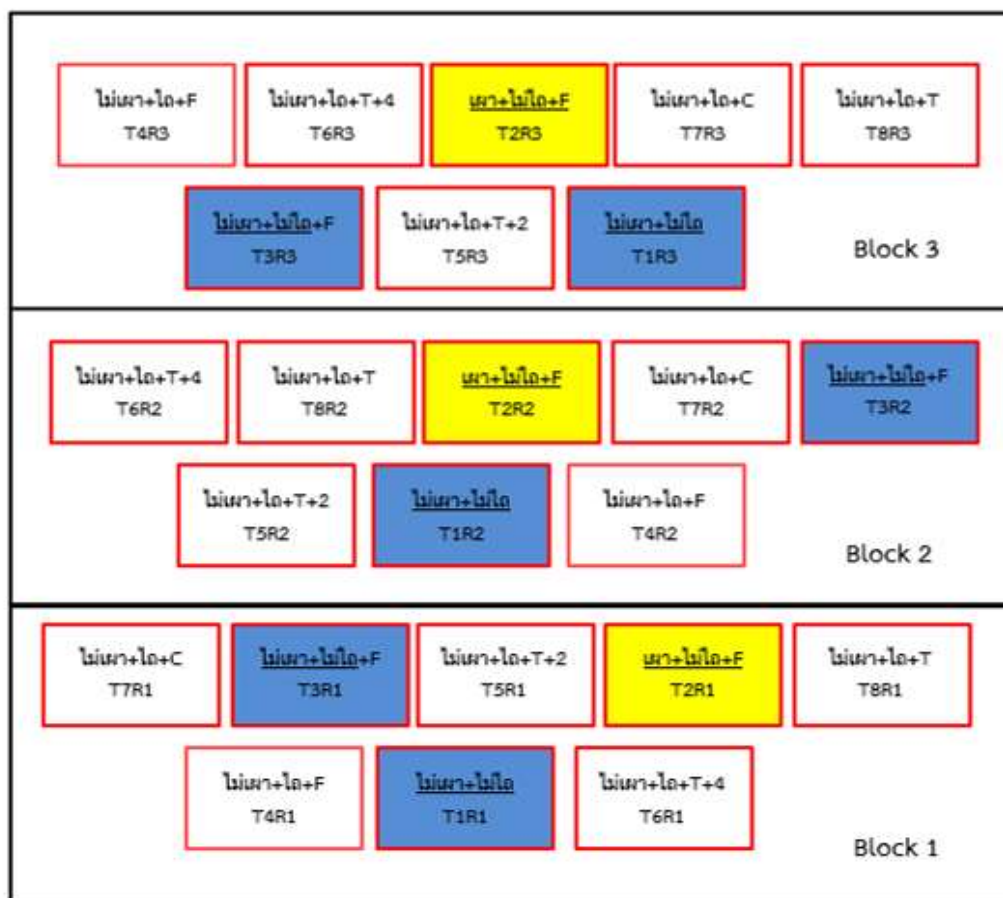 ไม่เผา+ไถ+F
T4R3
ไม่เผา+ไถ+T+4
T6R3
เผา+ไม่ไถ+F
T2R3
ไม่เผา+ไถ+C
T7R3
ไม่เผา+ไถ+T
T8R3
ไม่เผา+ไม่ไถ+F
T3R3
ไม่เผา+ไถ+T+2
T5R3
ไม่เผา+ไม่ไถ
T1R3
Block 3
ไม่เผา+ไถ+T+4
T6R2
ไม่เผา+ไถ+T
T8R2
เผา+ไม่ไถ+F
T2R2
ไม่เผา+ไถ+C
T7R2
ไม่เผา+ไม่ไถ+F
T3R2
ไม่เผา+ไถ+T+2
T5R2
ไม่เผา+ไม่ไถ
T1R2
ไม่เผา+ไถ+F
T4R2
Block 2
ไม่เผา+ไถ+C
T7R1
ไม่เผา+ไม่ไถ+F
T3R1
ไม่เผา+ไถ+T+2
T5R1
เผา+ไม่ไถ+F
T2R1
ไม่เผา+ไถ+T
T8R1
ไม่เผา+ไถ+F
T4R1
ไม่เผา+ไม่ไถ
T1R1
ไม่เผา+ไถ+T+4
T6R1
Block 1